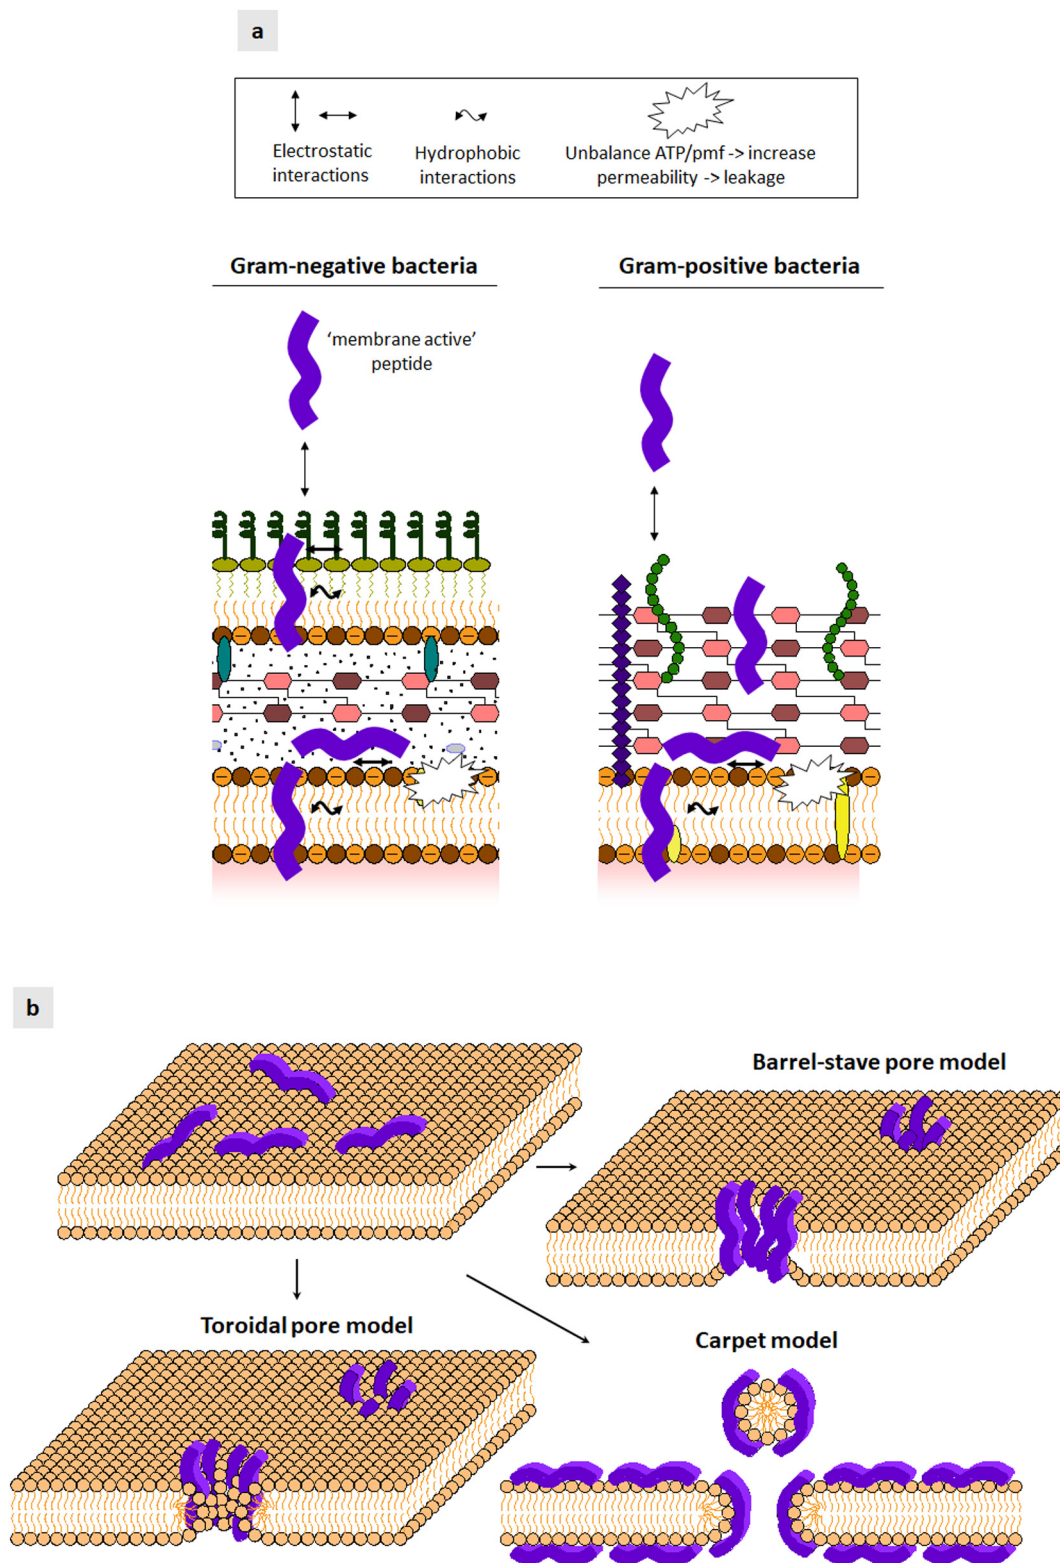 a
Electrostatic
interactions
Hydrophobic
interactions
Unbalance ATP/pmf -> increase
permeability -> leakage
Gram-negative bacteria
Gram-positive bacteria
‘membrane active’
peptide
b
Barrel-stave pore model
Toroidal pore model
Carpet model